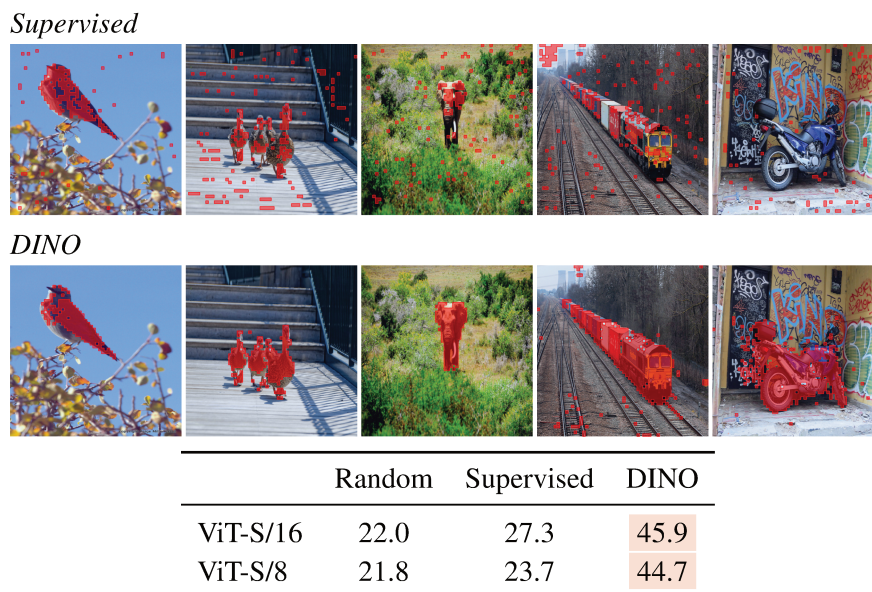 Supervised
DINO
Random Supervised DINO
ViT-S/16 22.0 27.3 45.9
ViT-S/8 21.8 23.7 44.7